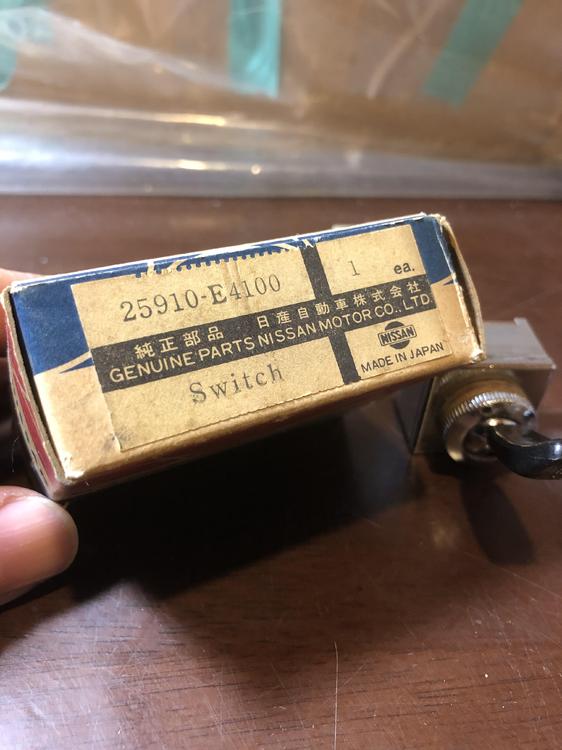 25910-E4100
1 ea.
純正部品 日産自動車株式会社
GENUINE PARTS NISSAN MOTOR CO., LTD.
Switch
NISSAN
MADE IN JAPAN